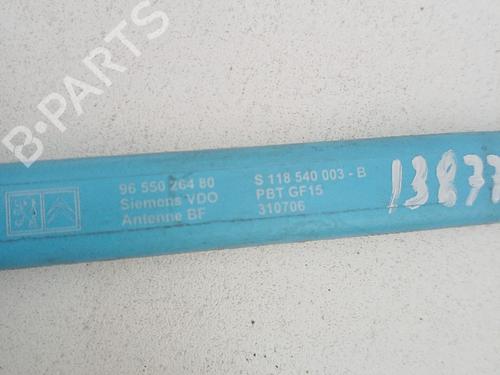 B-PARTS
96 550 264 80
Siemens VDO
Antenne BF
S 118 540 003 - B
PBT GF15
310706
13877